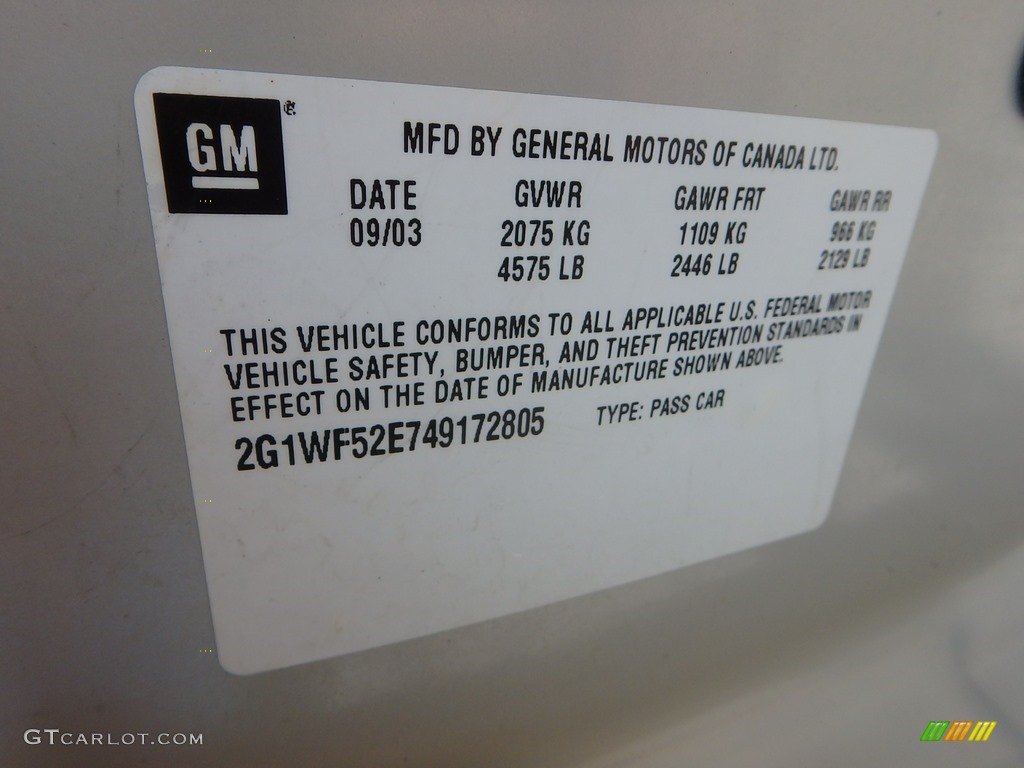 GM
MFD BY GENERAL MOTORS OF CANADA LTD.
DATE GVWR GAWR FRT GAWR RR
09/03 2075 KG 1109 KG 966 KG
4575 LB 2446 LB 2129 LB
THIS VEHICLE CONFORMS TO ALL APPLICABLE U.S. FEDERAL MOTOR
VEHICLE SAFETY, BUMPER, AND THEFT PREVENTION STANDARDS IN
EFFECT ON THE DATE OF MANUFACTURE SHOWN ABOVE.
2G1WF52E749172805 TYPE: PASS CAR
GTCARLOT.COM